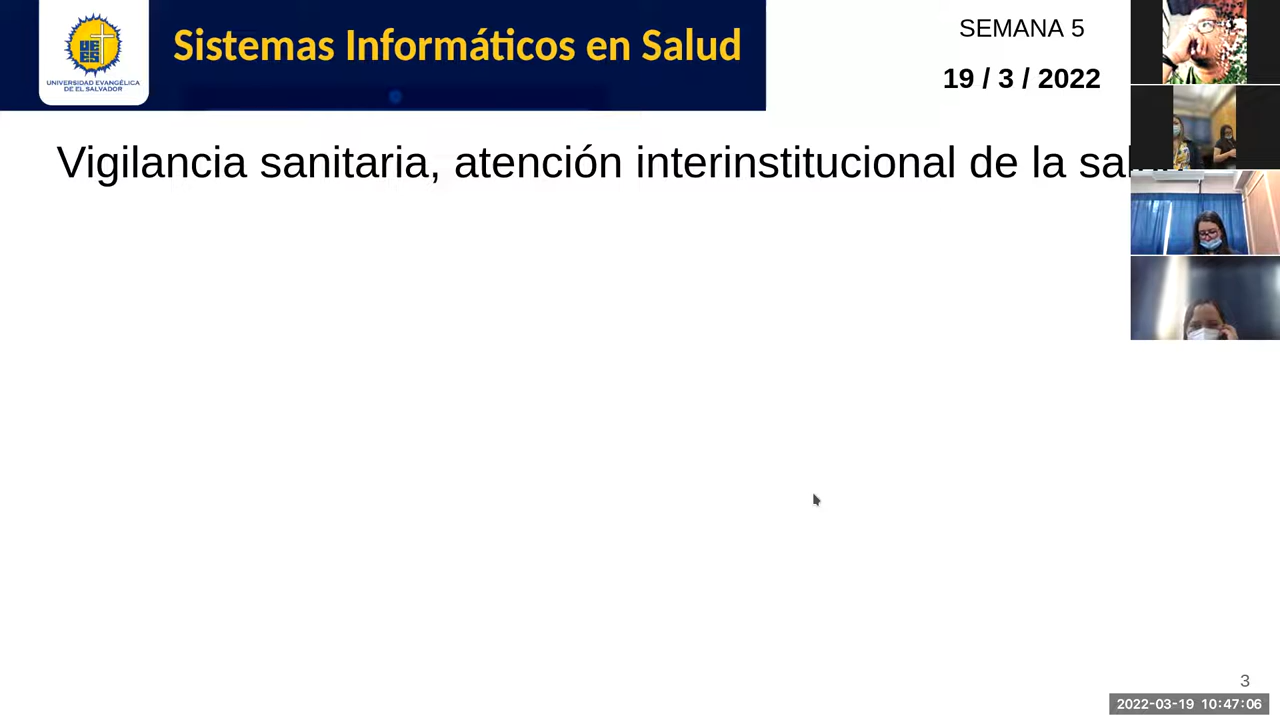 UNIVERSIDAD EVANGÉLICA
DE EL SALVADOR
Sistemas Informáticos en Salud
SEMANA 5
19 / 3 / 2022
Vigilancia sanitaria, atención interinstitucional de la salud
3
2022-03-19 10:47:06